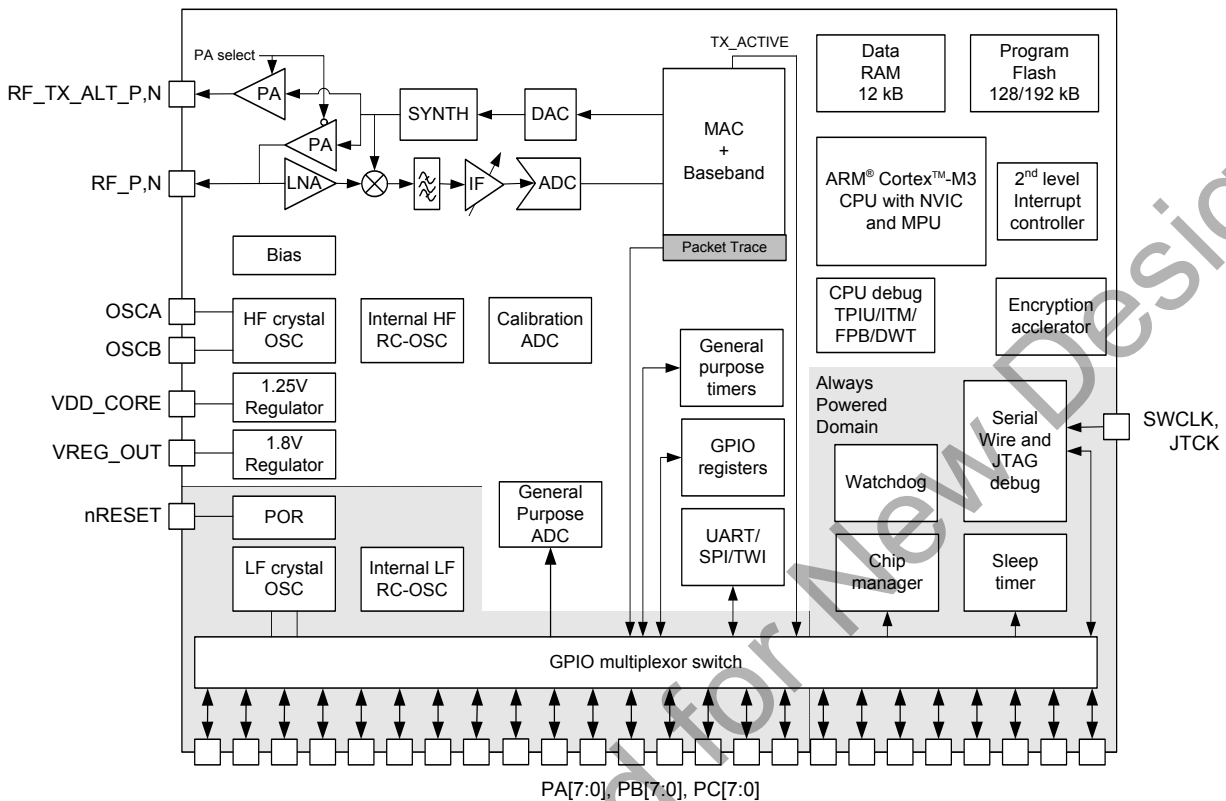 TX_ACTIVE
PA select
RF_TX_ALT_P,N
PA
SYNTH
DAC
MAC
+
Baseband
Packet Trace
PA
RF_P,N
LNA
IF
ADC
Data
RAM
12 kB
Program
Flash
128/192 kB
ARM® Cortex™-M3
CPU with NVIC
and MPU
2nd level
Interrupt
controller
Bias
OSCA
OSCB
HF crystal
OSC
Internal HF
RC-OSC
Calibration
ADC
CPU debug
TPIU/ITM/
FPB/DWT
Encryption
acclerator
General
purpose
timers
VDD_CORE
1.25V
Regulator
VREG_OUT
1.8V
Regulator
GPIO
registers
Always
Powered
Domain
Serial
Wire and
JTAG
debug
SWCLK,
JTCK
Watchdog
nRESET
POR
General
Purpose
ADC
UART/
SPI/TWI
LF crystal
OSC
Internal LF
RC-OSC
Chip
manager
Sleep
timer
GPIO multiplexor switch
PA[7:0], PB[7:0], PC[7:0]
d for New Desig